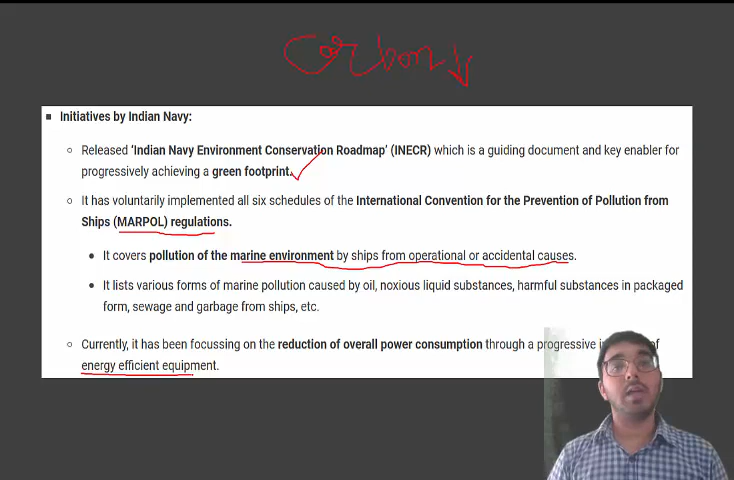 Carbon ↓
▪ Initiatives by Indian Navy:
○ Released ‘Indian Navy Environment Conservation Roadmap’ (INECR) which is a guiding document and key enabler for
progressively achieving a green footprint.
○ It has voluntarily implemented all six schedules of the International Convention for the Prevention of Pollution from
Ships (MARPOL) regulations.
• It covers pollution of the marine environment by ships from operational or accidental causes.
• It lists various forms of marine pollution caused by oil, noxious liquid substances, harmful substances in packaged
form, sewage and garbage from ships, etc.
○ Currently, it has been focussing on the reduction of overall power consumption through a progressive of
energy efficient equipment.